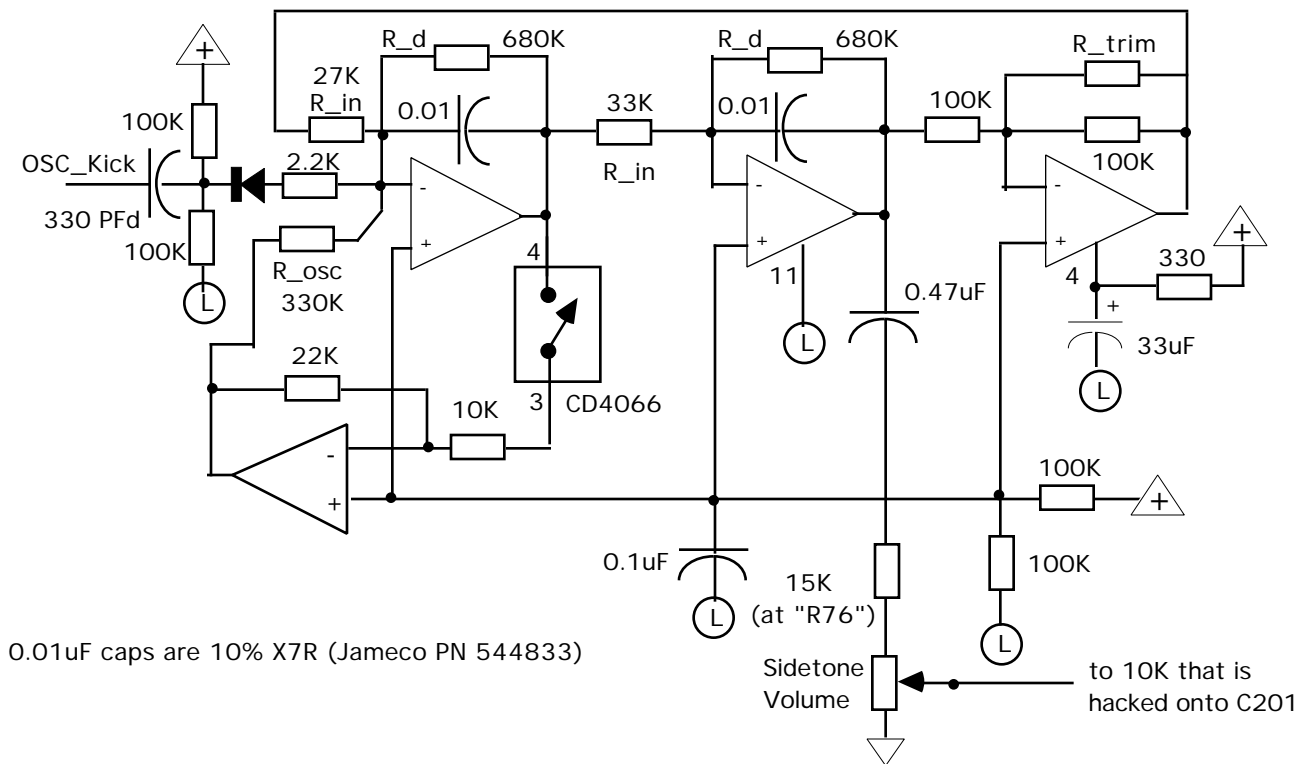 R_d
680K
R_d
680K
R_trim
+
27K
R_in
0.01
33K
0.01
100K
100K
OSC_Kick
2.2K
R_in
100K
-
-
-
330 PFd
100K
+
+
+
+
R_osc
330K
4
11
4
330
L
0.47uF
+
L
33uF
22K
L
3
CD4066
10K
-
+
100K
+
0.1uF
15K
(at "R76")
100K
L
L
0.01uF caps are 10% X7R (Jameco PN 544833)
Sidetone
Volume
to 10K that is
hacked onto C201